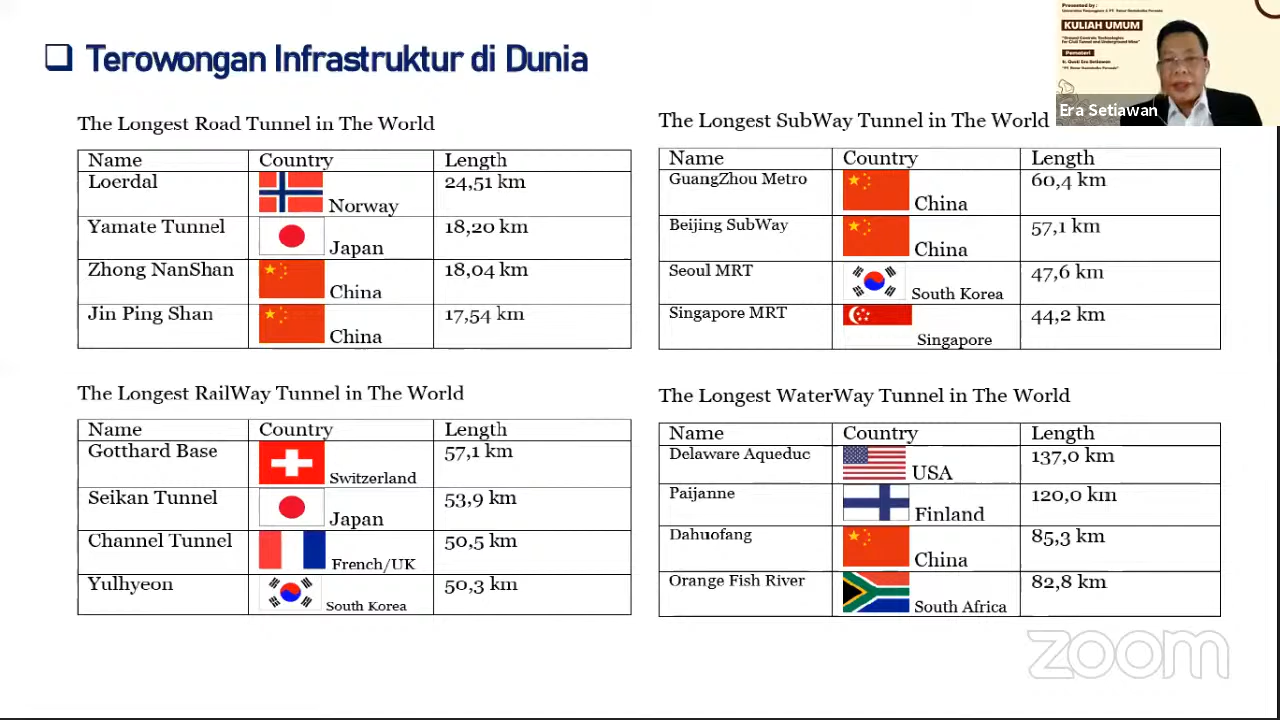 Terowongan Infrastruktur di Dunia
Presented by :
KULIAH UMUM
Pemateri
Ir. Gusti Era Setiawan
Era Setiawan
The Longest Road Tunnel in The World
Name Country Length
Loerdal Norway 24,51 km
Yamate Tunnel Japan 18,20 km
Zhong NanShan China 18,04 km
Jin Ping Shan China 17,54 km
The Longest SubWay Tunnel in The World
Name Country Length
GuangZhou Metro China 60,4 km
Beijing SubWay China 57,1 km
Seoul MRT South Korea 47,6 km
Singapore MRT Singapore 44,2 km
The Longest RailWay Tunnel in The World
Name Country Length
Gotthard Base Switzerland 57,1 km
Seikan Tunnel Japan 53,9 km
Channel Tunnel French/UK 50,5 km
Yulhyeon South Korea 50,3 km
The Longest WaterWay Tunnel in The World
Name Country Length
Delaware Aqueduc USA 137,0 km
Paijanne Finland 120,0 km
Dahuofang China 85,3 km
Orange Fish River South Africa 82,8 km
zoom